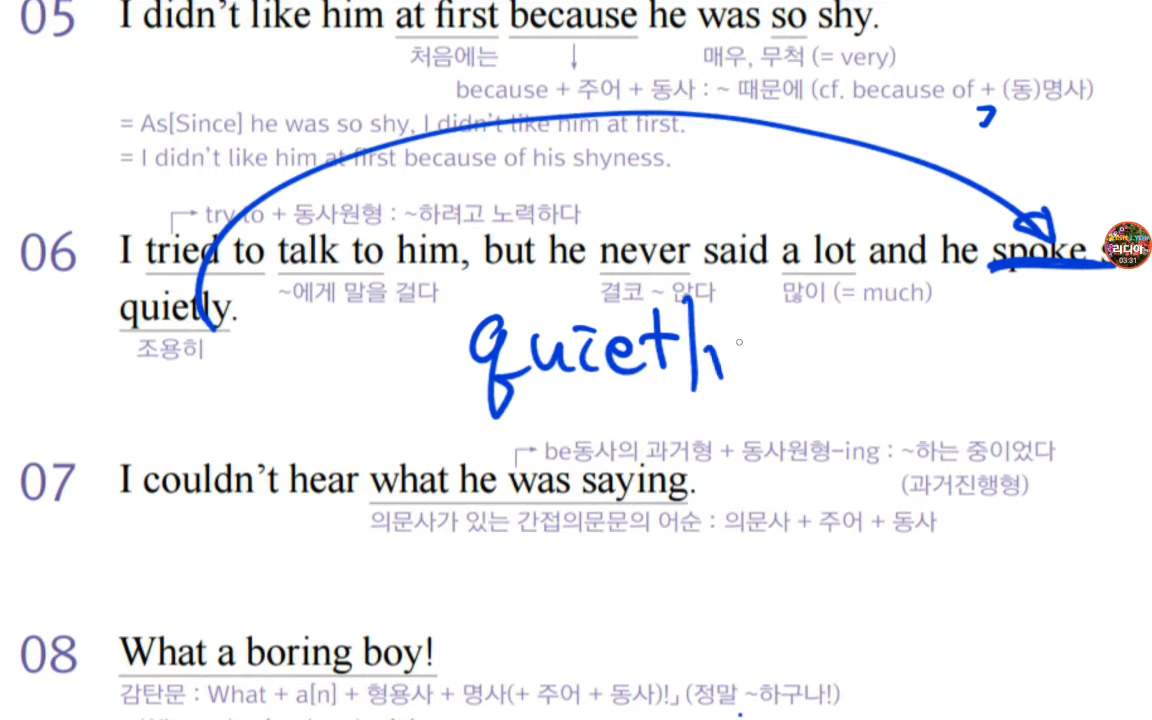 05 I didn't like him at first because he was so shy.
처음에는 ↓ 매우, 무척 (= very)
because + 주어 + 동사 : ~ 때문에 (cf. because of + (동)명사)
= As[Since] he was so shy, I didn't like him at first.
= I didn't like him at first because of his shyness.
try to + 동사원형 : ~하려고 노력하다
06 I tried to talk to him, but he never said a lot and he spoke
리디아
03:31
quietly.
~에게 말을 걸다 결코 ~ 않다 많이 (= much)
조용히
be동사의 과거형 + 동사원형-ing : ~하는 중이었다
07 I couldn't hear what he was saying.
(과거진행형)
의문사가 있는 간접의문문의 어순 : 의문사 + 주어 + 동사
08 What a boring boy!
감탄문 : What + a[n] + 형용사 + 명사(+ 주어 + 동사)!」 (정말 ~하구나!)